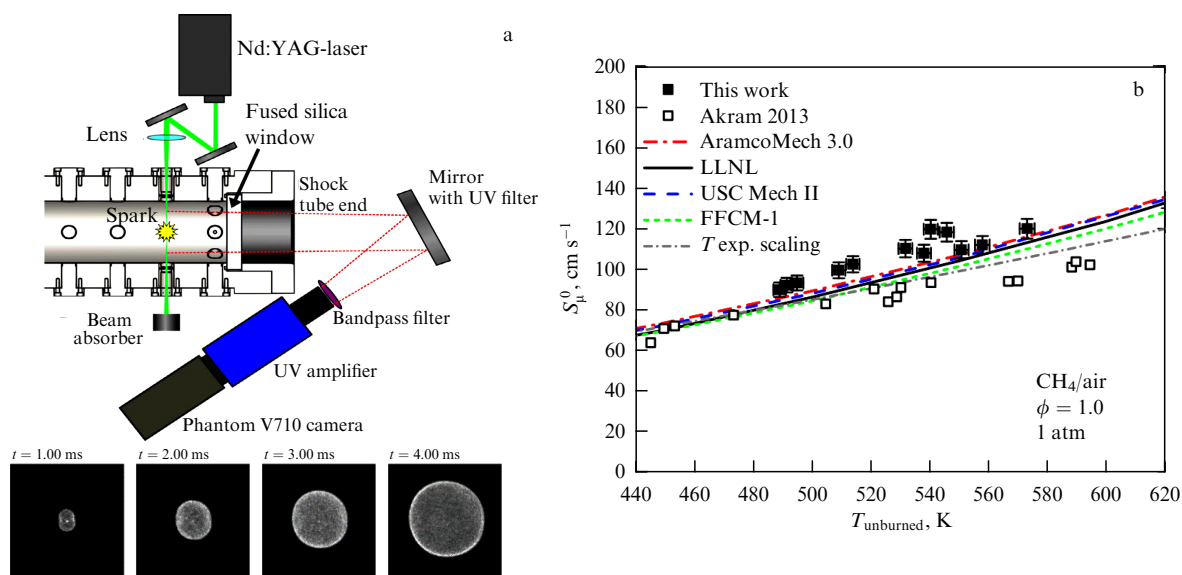 a
Nd:YAG-laser
Fused silica
window
Lens
Shock
tube end
Mirror
with UV filter
Spark
Beam
absorber
Bandpass filter
UV amplifier
Phantom V710 camera
t = 1.00 ms
t = 2.00 ms
t = 3.00 ms
t = 4.00 ms
b
200
180
160
140
120
100
80
60
40
20
0
S_μ^0, cm s^−1
This work
Akram 2013
AramcoMech 3.0
LLNL
USC Mech II
FFCM-1
T exp. scaling
CH4/air
ϕ = 1.0
1 atm
440 460 480 500 520 540 560 580 600 620
Tunburned, K